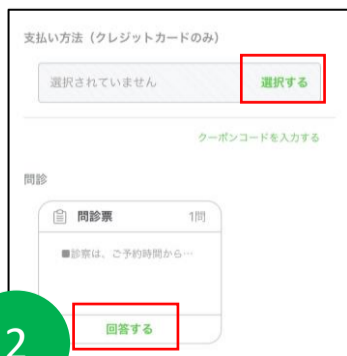 支払い方法（クレジットカードのみ）
選択されていません 選択する
クーポンコードを入力する
問診
問診票 1問
■診察は、ご予約時間から…
回答する
2